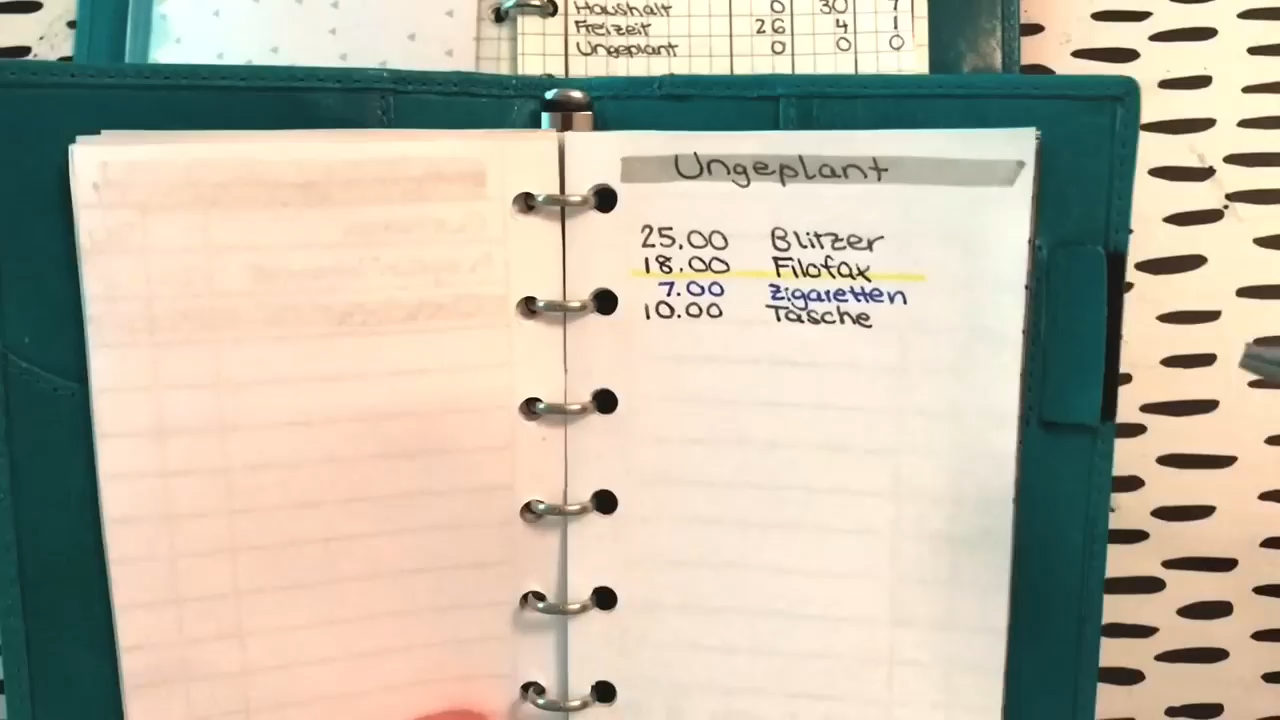 Haushalt 0 30 7
Freizeit 26 4 1
Ungeplant 0 0 0
Ungeplant
25.00 Blitzer
18.00 Filofax
7.00 Zigaretten
10.00 Tasche